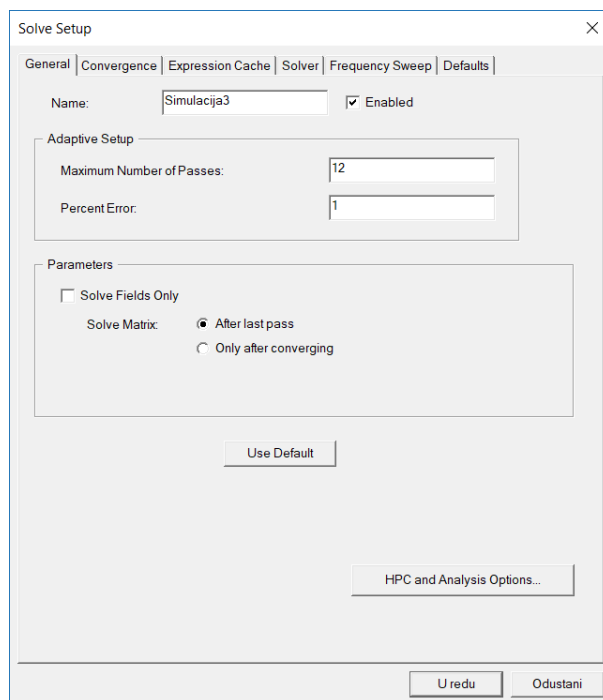 Solve Setup
General Convergence Expression Cache Solver Frequency Sweep Defaults
Name: Simulacija3 Enabled
Adaptive Setup
Maximum Number of Passes: 12
Percent Error: 1
Parameters
Solve Fields Only
Solve Matrix: After last pass
Only after converging
Use Default
HPC and Analysis Options...
U redu Odustani